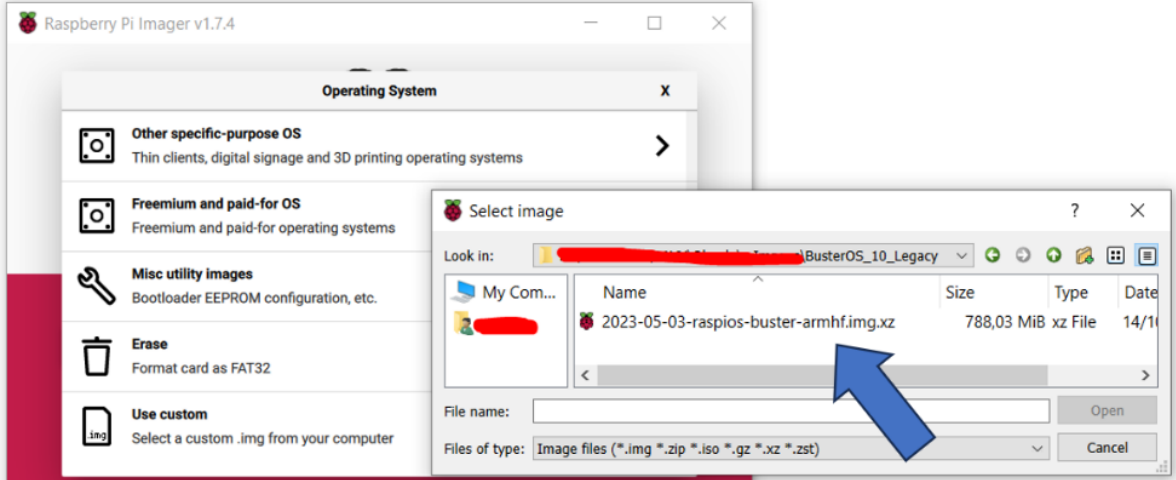 Raspberry Pi Imager v1.7.4
Operating System X
Other specific-purpose OS
Thin clients, digital signage and 3D printing operating systems
Freemium and paid-for OS
Freemium and paid-for operating systems
Misc utility images
Bootloader EEPROM configuration, etc.
Erase
Format card as FAT32
Use custom
.img
Select a custom .img from your computer
Select image
Look in:
\BusterOS_10_Legacy
My Com...
Name Size Type Date
2023-05-03-raspios-buster-armhf.img.xz 788,03 MiB xz File 14/1
File name: Open
Files of type: Image files (*.img *.zip *.iso *.gz *.xz *.zst) Cancel